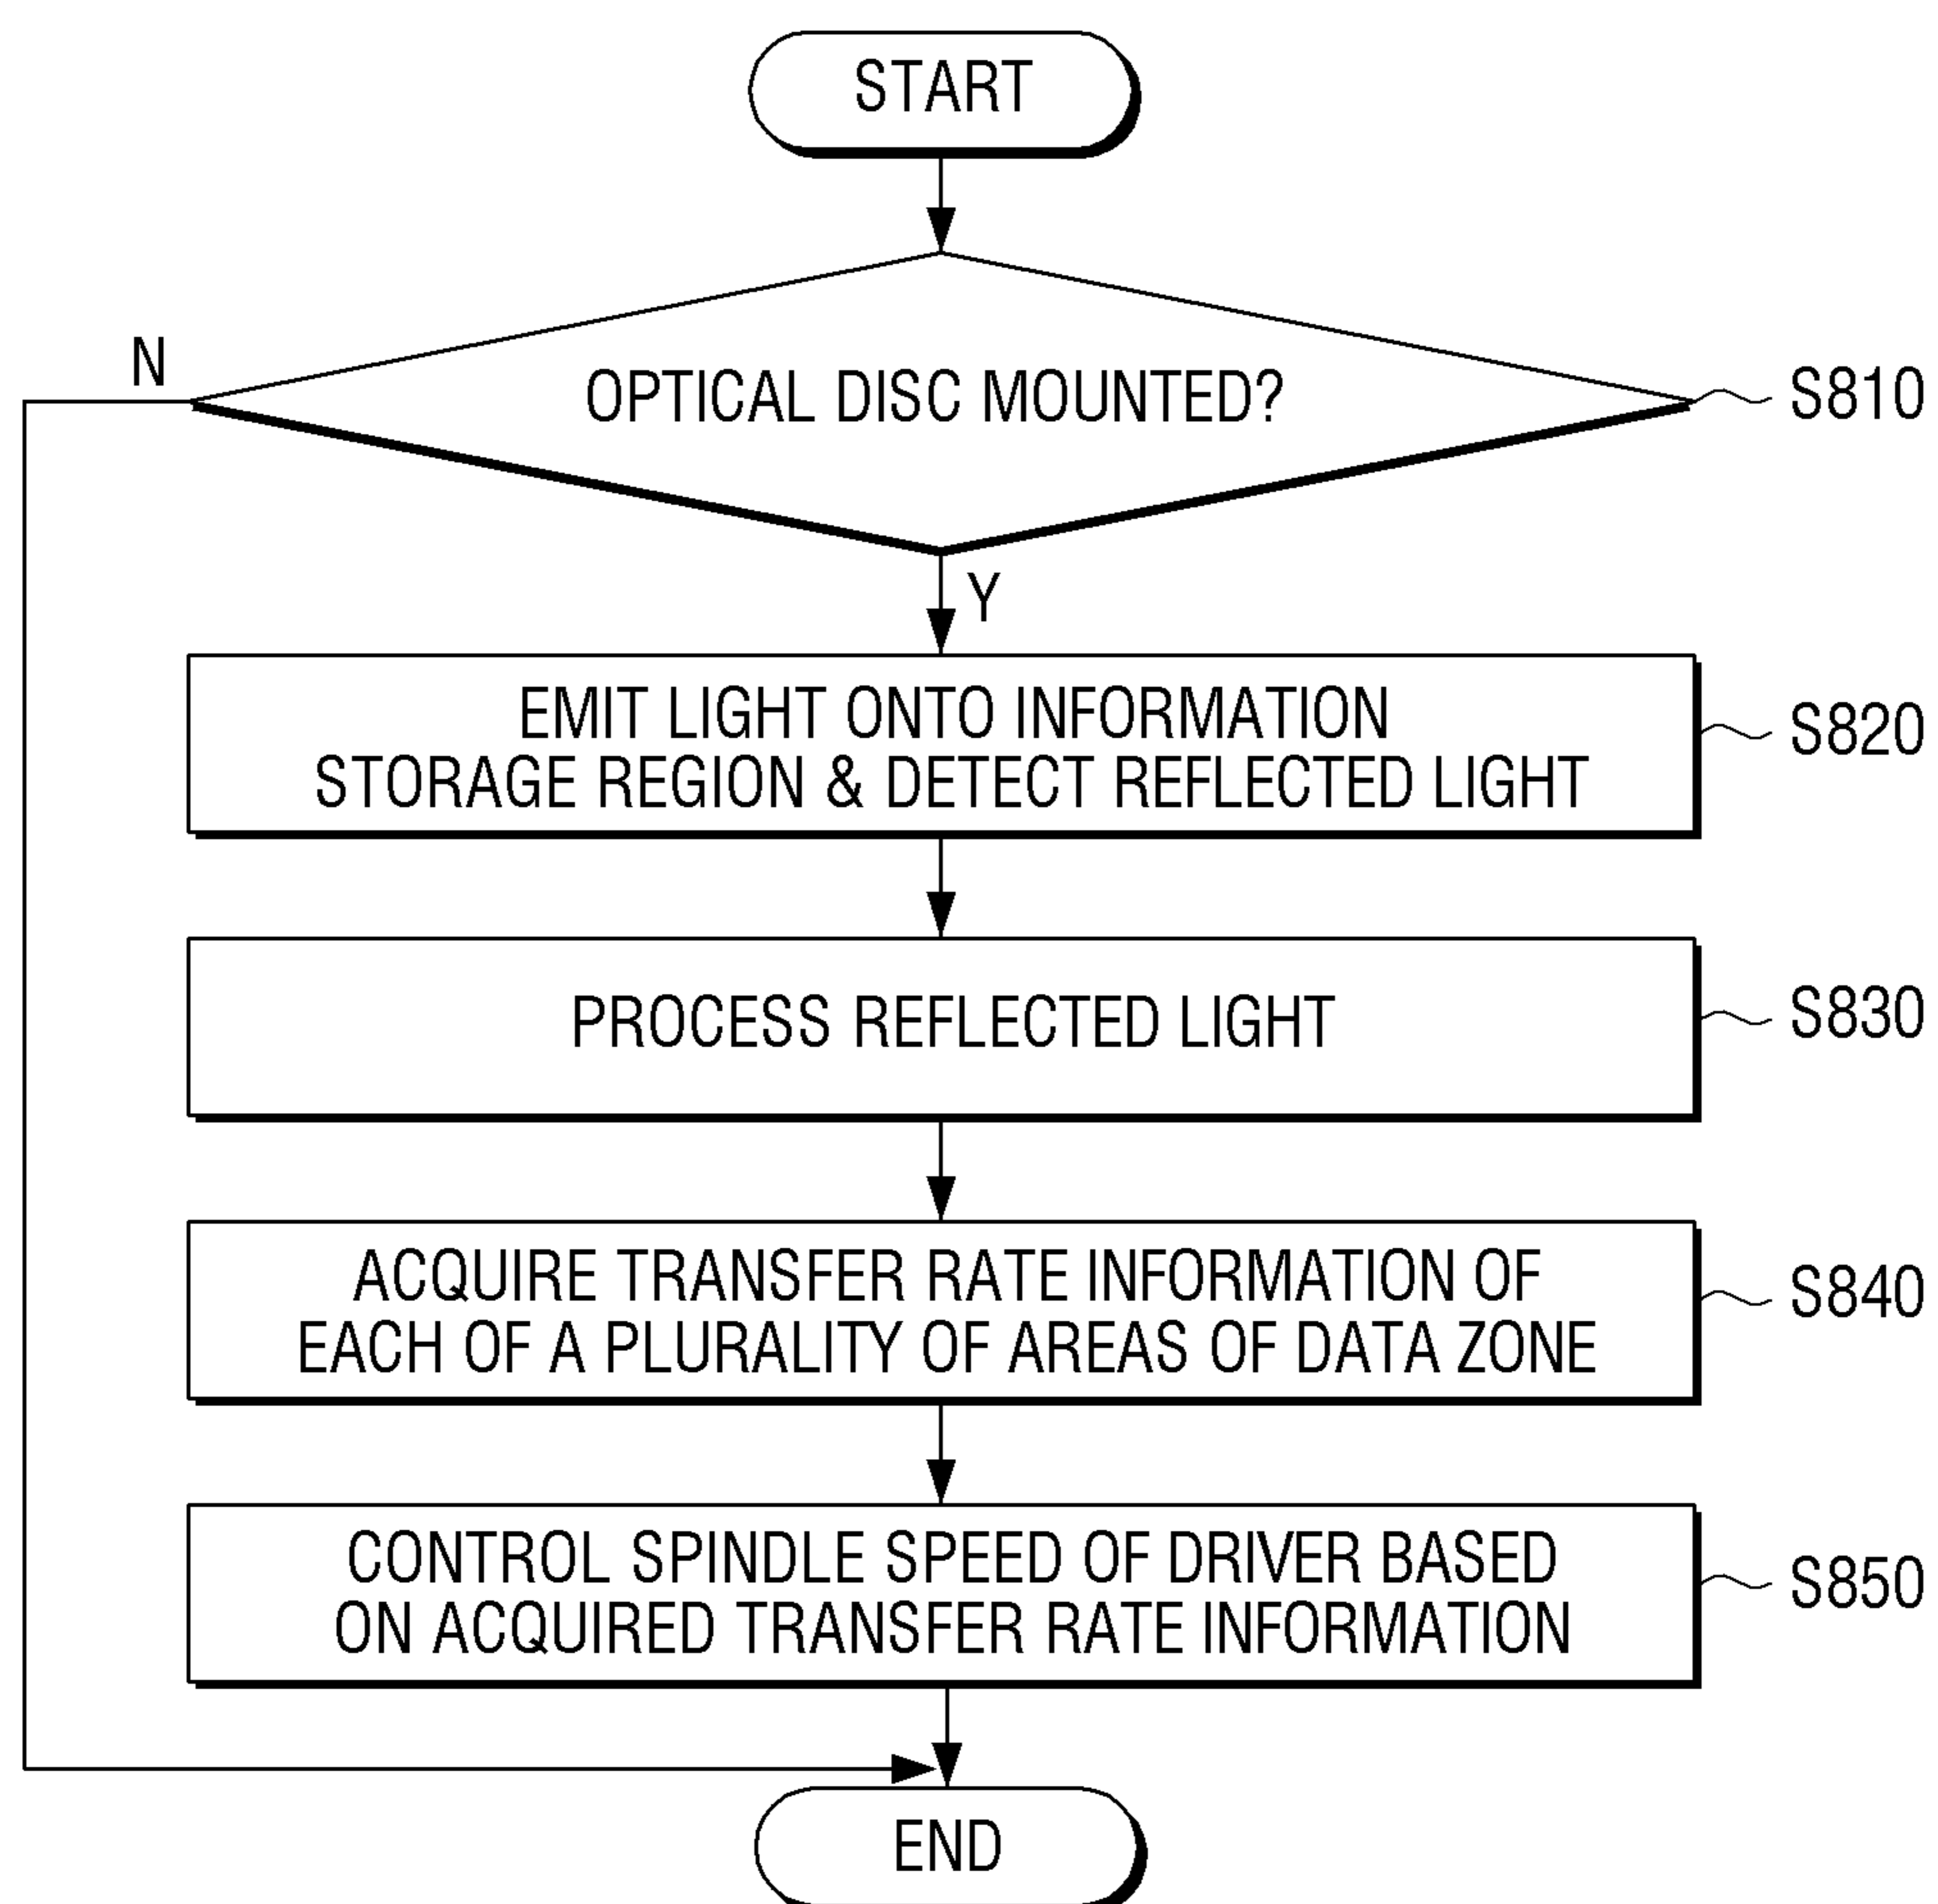 START
N
OPTICAL DISC MOUNTED?
S810
Y
EMIT LIGHT ONTO INFORMATION
STORAGE REGION & DETECT REFLECTED LIGHT
S820
PROCESS REFLECTED LIGHT
S830
ACQUIRE TRANSFER RATE INFORMATION OF
EACH OF A PLURALITY OF AREAS OF DATA ZONE
S840
CONTROL SPINDLE SPEED OF DRIVER BASED
ON ACQUIRED TRANSFER RATE INFORMATION
S850
END